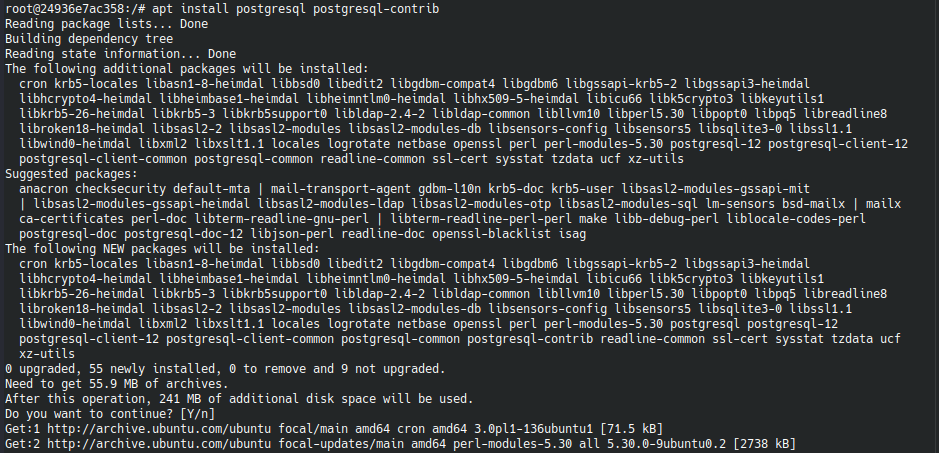 root@24936e7ac358:/# apt install postgresql postgresql-contrib
Reading package lists... Done
Building dependency tree
Reading state information... Done
The following additional packages will be installed:
  cron krb5-locales libasn1-8-heimdal libbsd0 libedit2 libgdbm-compat4 libgdbm6 libgssapi-krb5-2 libgssapi3-heimdal
  libhcrypto4-heimdal libheimbase1-heimdal libheimntlm0-heimdal libhx509-5-heimdal libicu66 libk5crypto3 libkeyutils1
  libkrb5-26-heimdal libkrb5-3 libkrb5support0 libldap-2.4-2 libldap-common libllvm10 libperl5.30 libpopt0 libpq5 libreadline8
  libroken18-heimdal libsasl2-2 libsasl2-modules libsasl2-modules-db libsensors-config libsensors5 libsqlite3-0 libssl1.1
  libwind0-heimdal libxml2 libxslt1.1 locales logrotate netbase openssl perl perl-modules-5.30 postgresql-12 postgresql-client-12
  postgresql-client-common postgresql-common readline-common ssl-cert sysstat tzdata ucf xz-utils
Suggested packages:
  anacron checksecurity default-mta | mail-transport-agent gdbm-l10n krb5-doc krb5-user libsasl2-modules-gssapi-mit
  | libsasl2-modules-gssapi-heimdal libsasl2-modules-ldap libsasl2-modules-otp libsasl2-modules-sql lm-sensors bsd-mailx | mailx
  ca-certificates perl-doc libterm-readline-gnu-perl | libterm-readline-perl-perl make libb-debug-perl liblocale-codes-perl
  postgresql-doc postgresql-doc-12 libjson-perl readline-doc openssl-blacklist isag
The following NEW packages will be installed:
  cron krb5-locales libasn1-8-heimdal libbsd0 libedit2 libgdbm-compat4 libgdbm6 libgssapi-krb5-2 libgssapi3-heimdal
  libhcrypto4-heimdal libheimbase1-heimdal libheimntlm0-heimdal libhx509-5-heimdal libicu66 libk5crypto3 libkeyutils1
  libkrb5-26-heimdal libkrb5-3 libkrb5support0 libldap-2.4-2 libldap-common libllvm10 libperl5.30 libpopt0 libpq5 libreadline8
  libroken18-heimdal libsasl2-2 libsasl2-modules libsasl2-modules-db libsensors-config libsensors5 libsqlite3-0 libssl1.1
  libwind0-heimdal libxml2 libxslt1.1 locales logrotate netbase openssl perl perl-modules-5.30 postgresql postgresql-12
  postgresql-client-12 postgresql-client-common postgresql-common postgresql-contrib readline-common ssl-cert sysstat tzdata ucf
  xz-utils
0 upgraded, 55 newly installed, 0 to remove and 9 not upgraded.
Need to get 55.9 MB of archives.
After this operation, 241 MB of additional disk space will be used.
Do you want to continue? [Y/n]
Get:1 http://archive.ubuntu.com/ubuntu focal/main amd64 cron amd64 3.0pl1-136ubuntu1 [71.5 kB]
Get:2 http://archive.ubuntu.com/ubuntu focal-updates/main amd64 perl-modules-5.30 all 5.30.0-9ubuntu0.2 [2738 kB]